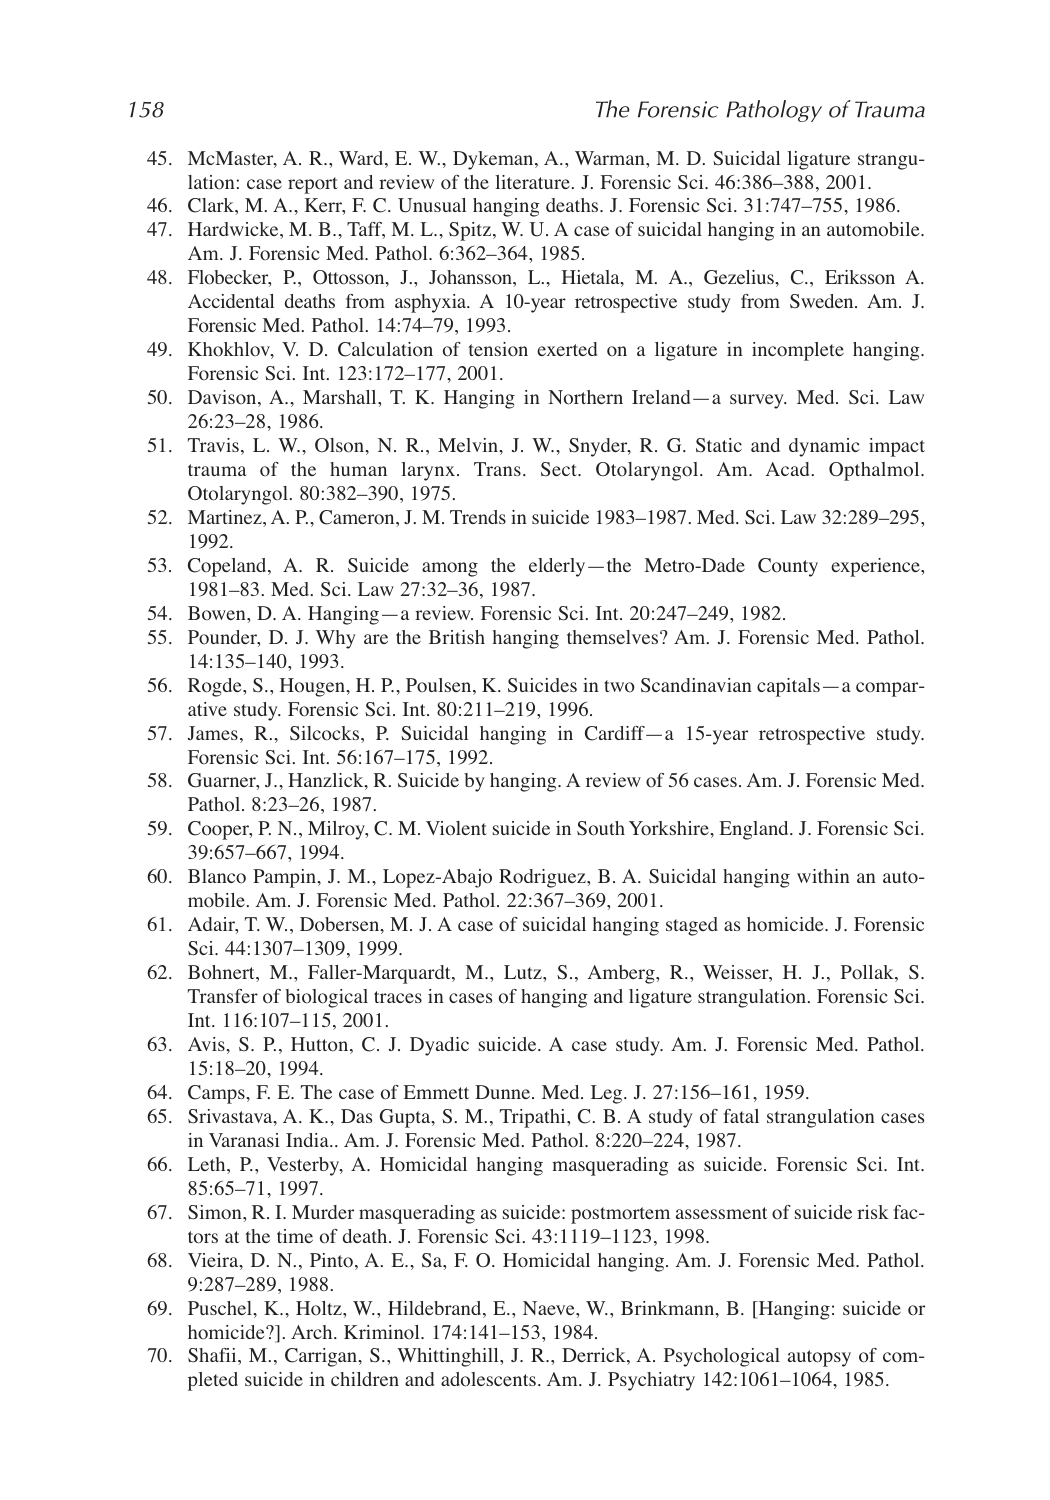 158 The Forensic Pathology of Trauma
45. McMaster, A. R., Ward, E. W., Dykeman, A., Warman, M. D. Suicidal ligature strangu-
lation: case report and review of the literature. J. Forensic Sci. 46:386–388, 2001.
46. Clark, M. A., Kerr, F. C. Unusual hanging deaths. J. Forensic Sci. 31:747–755, 1986.
47. Hardwicke, M. B., Taff, M. L., Spitz, W. U. A case of suicidal hanging in an automobile.
Am. J. Forensic Med. Pathol. 6:362–364, 1985.
48. Flobecker, P., Ottosson, J., Johansson, L., Hietala, M. A., Gezelius, C., Eriksson A.
Accidental deaths from asphyxia. A 10-year retrospective study from Sweden. Am. J.
Forensic Med. Pathol. 14:74–79, 1993.
49. Khokhlov, V. D. Calculation of tension exerted on a ligature in incomplete hanging.
Forensic Sci. Int. 123:172–177, 2001.
50. Davison, A., Marshall, T. K. Hanging in Northern Ireland—a survey. Med. Sci. Law
26:23–28, 1986.
51. Travis, L. W., Olson, N. R., Melvin, J. W., Snyder, R. G. Static and dynamic impact
trauma of the human larynx. Trans. Sect. Otolaryngol. Am. Acad. Opthalmol.
Otolaryngol. 80:382–390, 1975.
52. Martinez, A. P., Cameron, J. M. Trends in suicide 1983–1987. Med. Sci. Law 32:289–295,
1992.
53. Copeland, A. R. Suicide among the elderly—the Metro-Dade County experience,
1981–83. Med. Sci. Law 27:32–36, 1987.
54. Bowen, D. A. Hanging—a review. Forensic Sci. Int. 20:247–249, 1982.
55. Pounder, D. J. Why are the British hanging themselves? Am. J. Forensic Med. Pathol.
14:135–140, 1993.
56. Rogde, S., Hougen, H. P., Poulsen, K. Suicides in two Scandinavian capitals—a compar-
ative study. Forensic Sci. Int. 80:211–219, 1996.
57. James, R., Silcocks, P. Suicidal hanging in Cardiff—a 15-year retrospective study.
Forensic Sci. Int. 56:167–175, 1992.
58. Guarner, J., Hanzlick, R. Suicide by hanging. A review of 56 cases. Am. J. Forensic Med.
Pathol. 8:23–26, 1987.
59. Cooper, P. N., Milroy, C. M. Violent suicide in South Yorkshire, England. J. Forensic Sci.
39:657–667, 1994.
60. Blanco Pampin, J. M., Lopez-Abajo Rodriguez, B. A. Suicidal hanging within an auto-
mobile. Am. J. Forensic Med. Pathol. 22:367–369, 2001.
61. Adair, T. W., Dobersen, M. J. A case of suicidal hanging staged as homicide. J. Forensic
Sci. 44:1307–1309, 1999.
62. Bohnert, M., Faller-Marquardt, M., Lutz, S., Amberg, R., Weisser, H. J., Pollak, S.
Transfer of biological traces in cases of hanging and ligature strangulation. Forensic Sci.
Int. 116:107–115, 2001.
63. Avis, S. P., Hutton, C. J. Dyadic suicide. A case study. Am. J. Forensic Med. Pathol.
15:18–20, 1994.
64. Camps, F. E. The case of Emmett Dunne. Med. Leg. J. 27:156–161, 1959.
65. Srivastava, A. K., Das Gupta, S. M., Tripathi, C. B. A study of fatal strangulation cases
in Varanasi India.. Am. J. Forensic Med. Pathol. 8:220–224, 1987.
66. Leth, P., Vesterby, A. Homicidal hanging masquerading as suicide. Forensic Sci. Int.
85:65–71, 1997.
67. Simon, R. I. Murder masquerading as suicide: postmortem assessment of suicide risk fac-
tors at the time of death. J. Forensic Sci. 43:1119–1123, 1998.
68. Vieira, D. N., Pinto, A. E., Sa, F. O. Homicidal hanging. Am. J. Forensic Med. Pathol.
9:287–289, 1988.
69. Puschel, K., Holtz, W., Hildebrand, E., Naeve, W., Brinkmann, B. [Hanging: suicide or
homicide?]. Arch. Kriminol. 174:141–153, 1984.
70. Shafii, M., Carrigan, S., Whittinghill, J. R., Derrick, A. Psychological autopsy of com-
pleted suicide in children and adolescents. Am. J. Psychiatry 142:1061–1064, 1985.